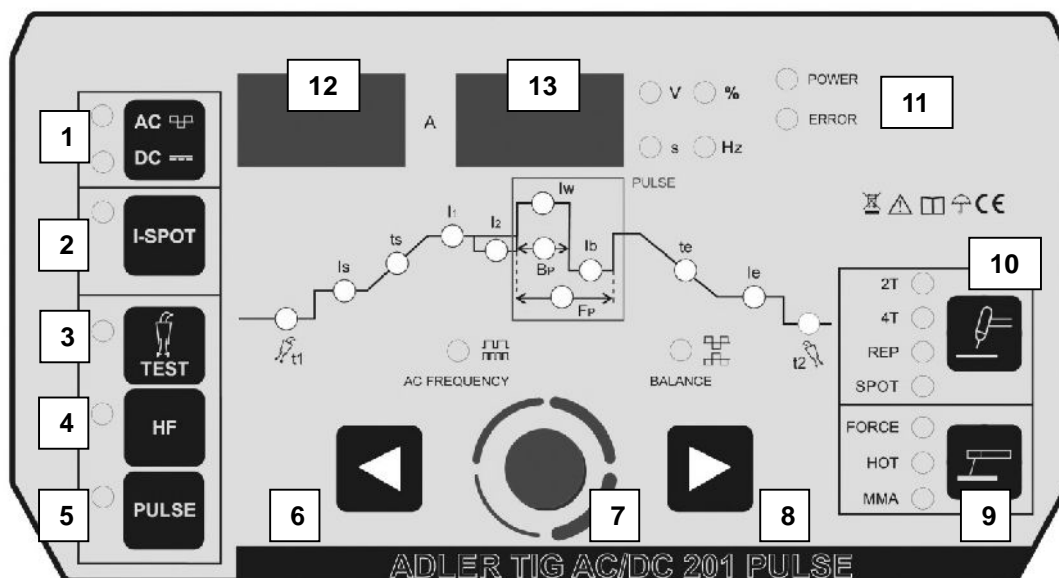 12
13
V
%
POWER
11
1
AC
A
ERROR
DC
s
Hz
PULSE
2
I-SPOT
I1
I2
Iw
ts
Is
BP
Ib
te
Ie
FP
CE
10
2T
4T
REP
SPOT
3
TEST
t1
t2
AC FREQUENCY
BALANCE
4
HF
FORCE
HOT
MMA
5
PULSE
6
7
8
9
ADLER TIG AC/DC 201 PULSE